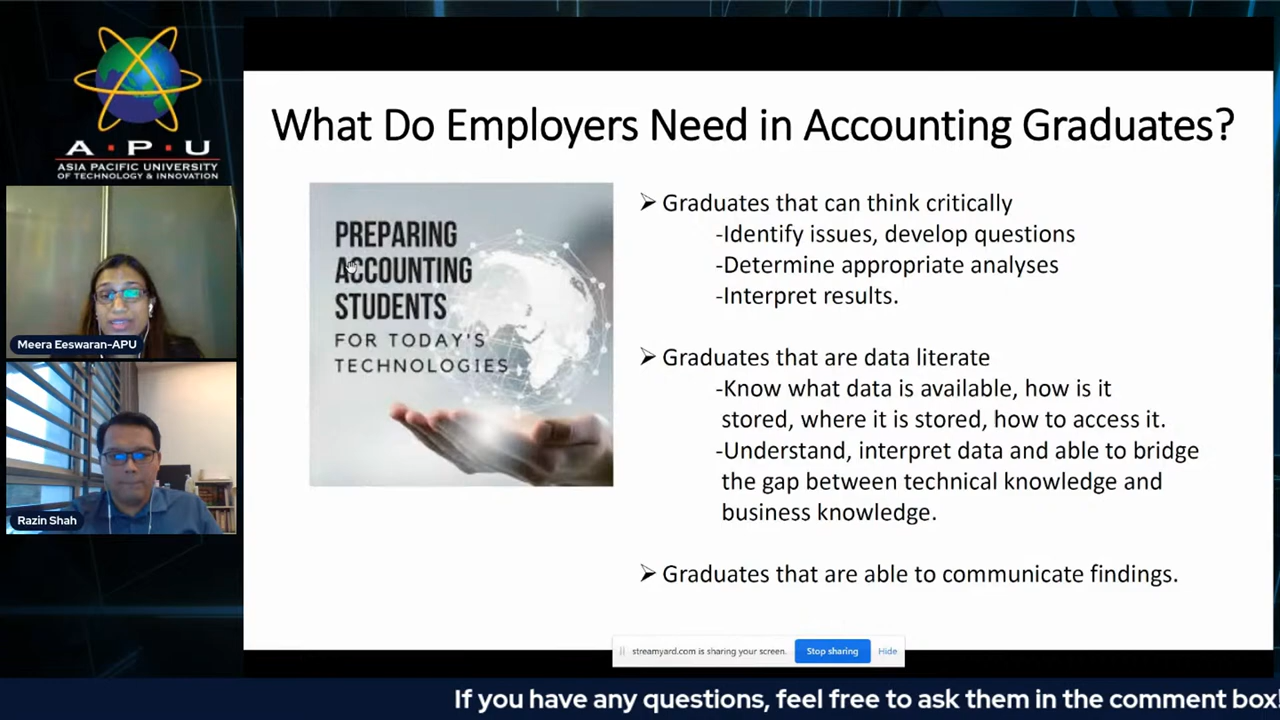 A · P · U
ASIA PACIFIC UNIVERSITY
OF TECHNOLOGY & INNOVATION
Meera Eeswaran-APU
Razin Shah
What Do Employers Need in Accounting Graduates?
PREPARING
ACCOUNTING
STUDENTS
FOR TODAY'S
TECHNOLOGIES
➢ Graduates that can think critically
-Identify issues, develop questions
-Determine appropriate analyses
-Interpret results.
➢ Graduates that are data literate
-Know what data is available, how is it
stored, where it is stored, how to access it.
-Understand, interpret data and able to bridge
the gap between technical knowledge and
business knowledge.
➢ Graduates that are able to communicate findings.
streamyard.com is sharing your screen.
Stop sharing
Hide
If you have any questions, feel free to ask them in the comment box!